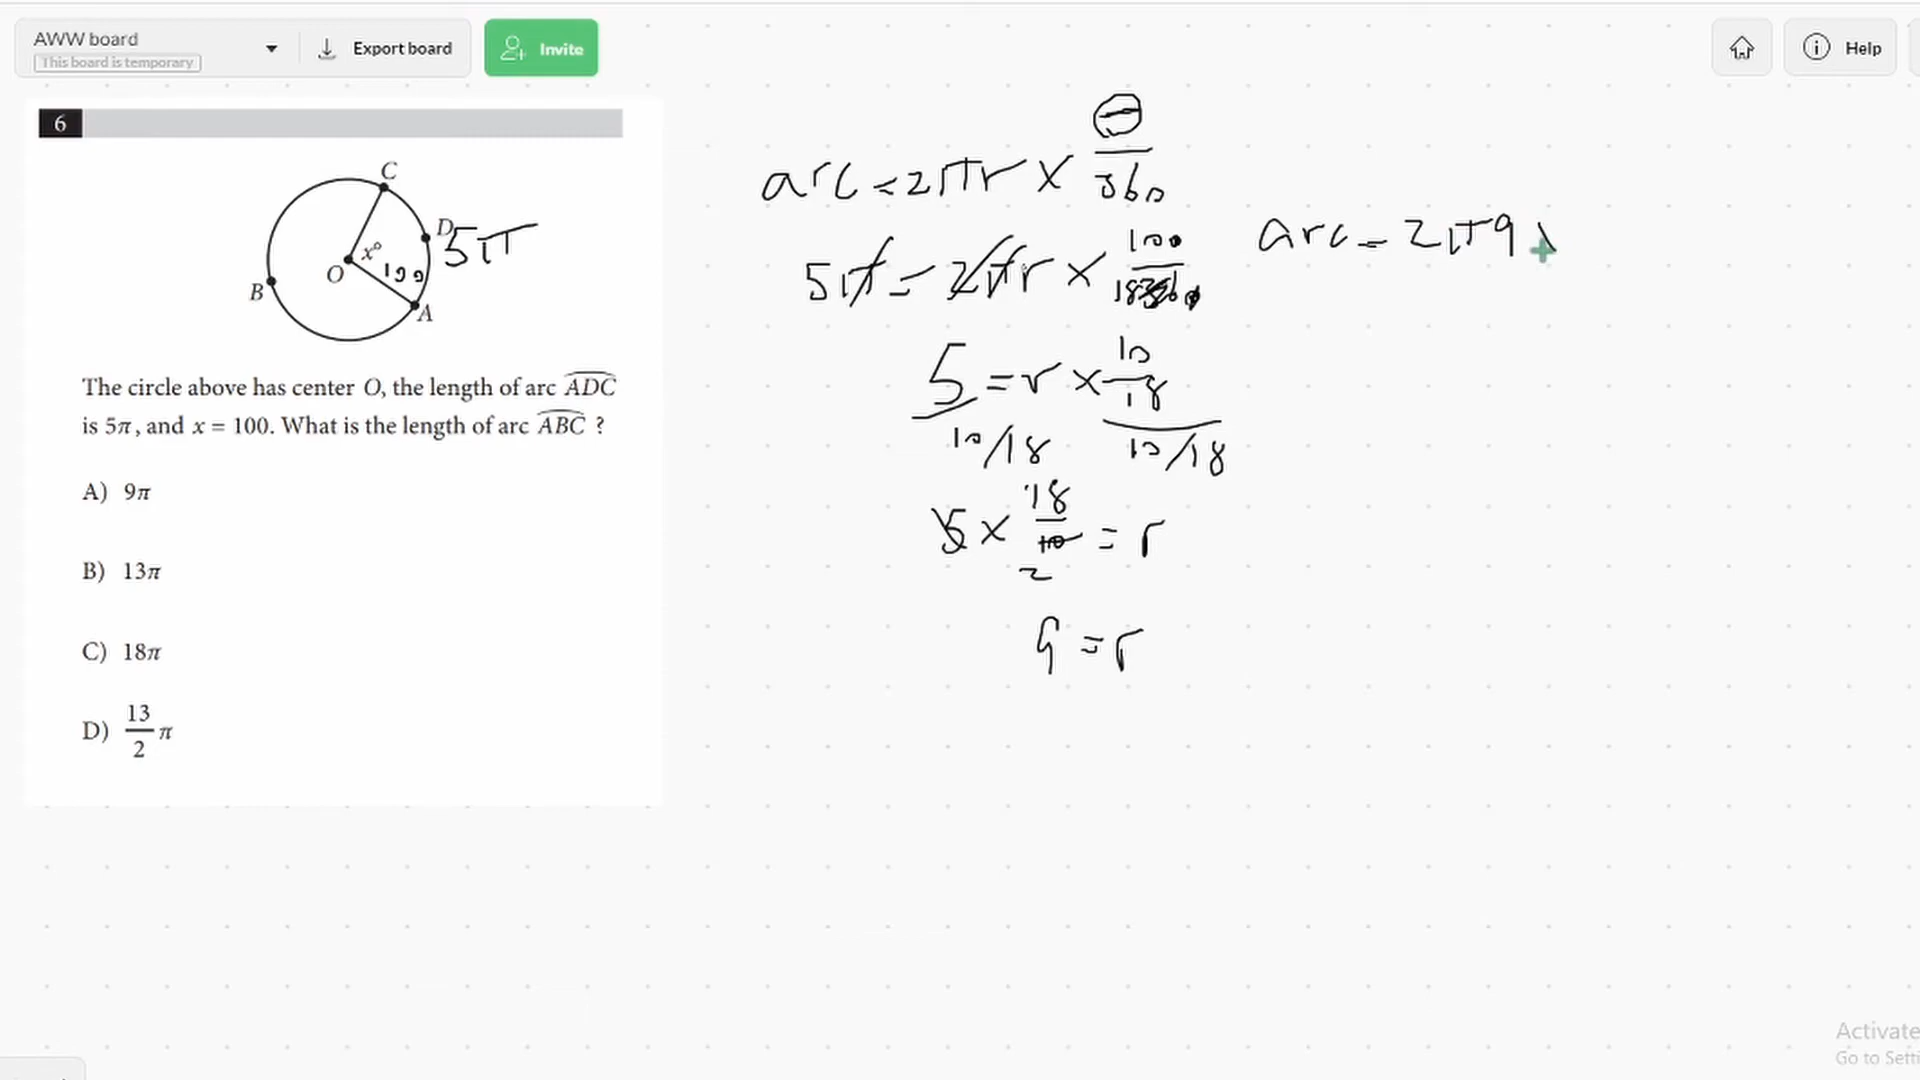 AWW board
This board is temporary
Export board
Invite
Help
6
C
D
5π
x°
100
O
B
A
The circle above has center O, the length of arc ADC
is 5π, and x = 100. What is the length of arc ABC ?
A) 9π
B) 13π
C) 18π
D) 13/2 π
arc = 2πr × θ/360
5π = 2πr × 100/18
5 = r × 10/18
10/18 10/18
5 × 18/10 = r
2
9 = r
arc = 2π9
Activate
Go to Setti